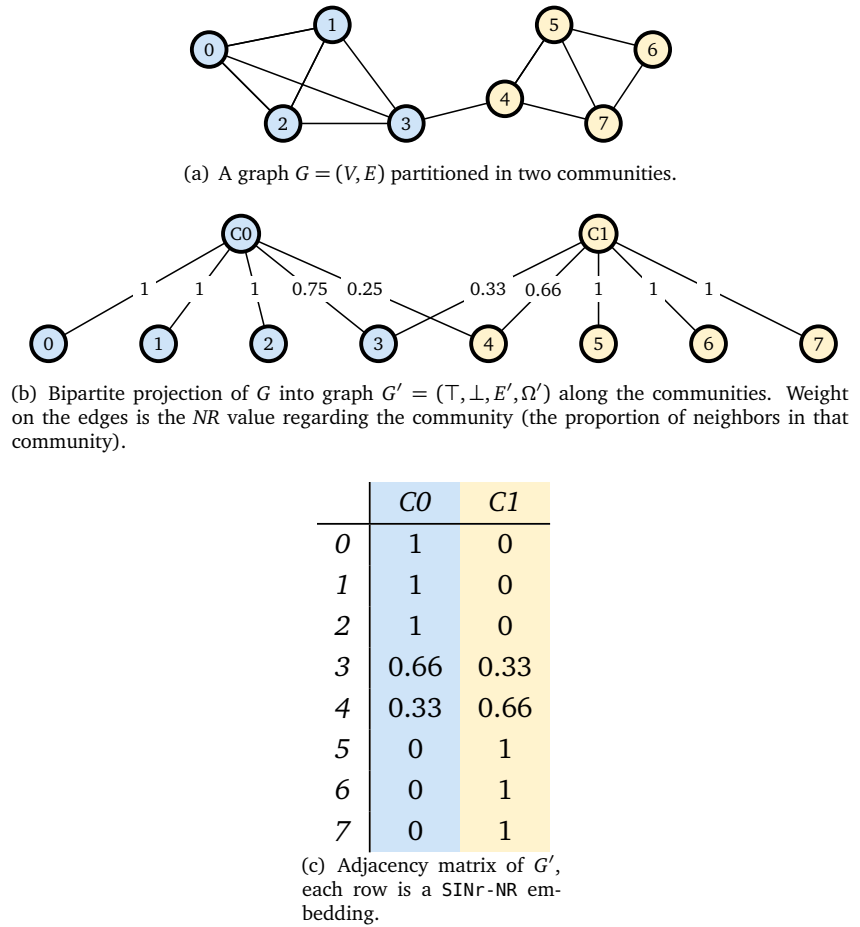 0 1 2 3 4 5 6 7
(a) A graph G = (V, E) partitioned in two communities.
C0 C1
1 1 1 0.75 0.25 0.33 0.66 1 1 1
0 1 2 3 4 5 6 7
(b) Bipartite projection of G into graph G′ = (⊤, ⊥, E′, Ω′) along the communities. Weight
on the edges is the NR value regarding the community (the proportion of neighbors in that
community).
C0 C1
0 1 0
1 1 0
2 1 0
3 0.66 0.33
4 0.33 0.66
5 0 1
6 0 1
7 0 1
(c) Adjacency matrix of G′,
each row is a SINr-NR em-
bedding.